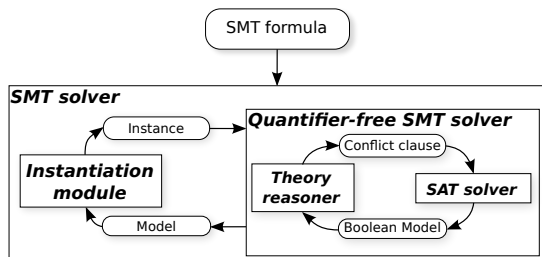 SMT formula
SMT solver
Instance
Quantifier-free SMT solver
Conflict clause
Instantiation
module
Theory
reasoner
SAT solver
Model
Boolean Model